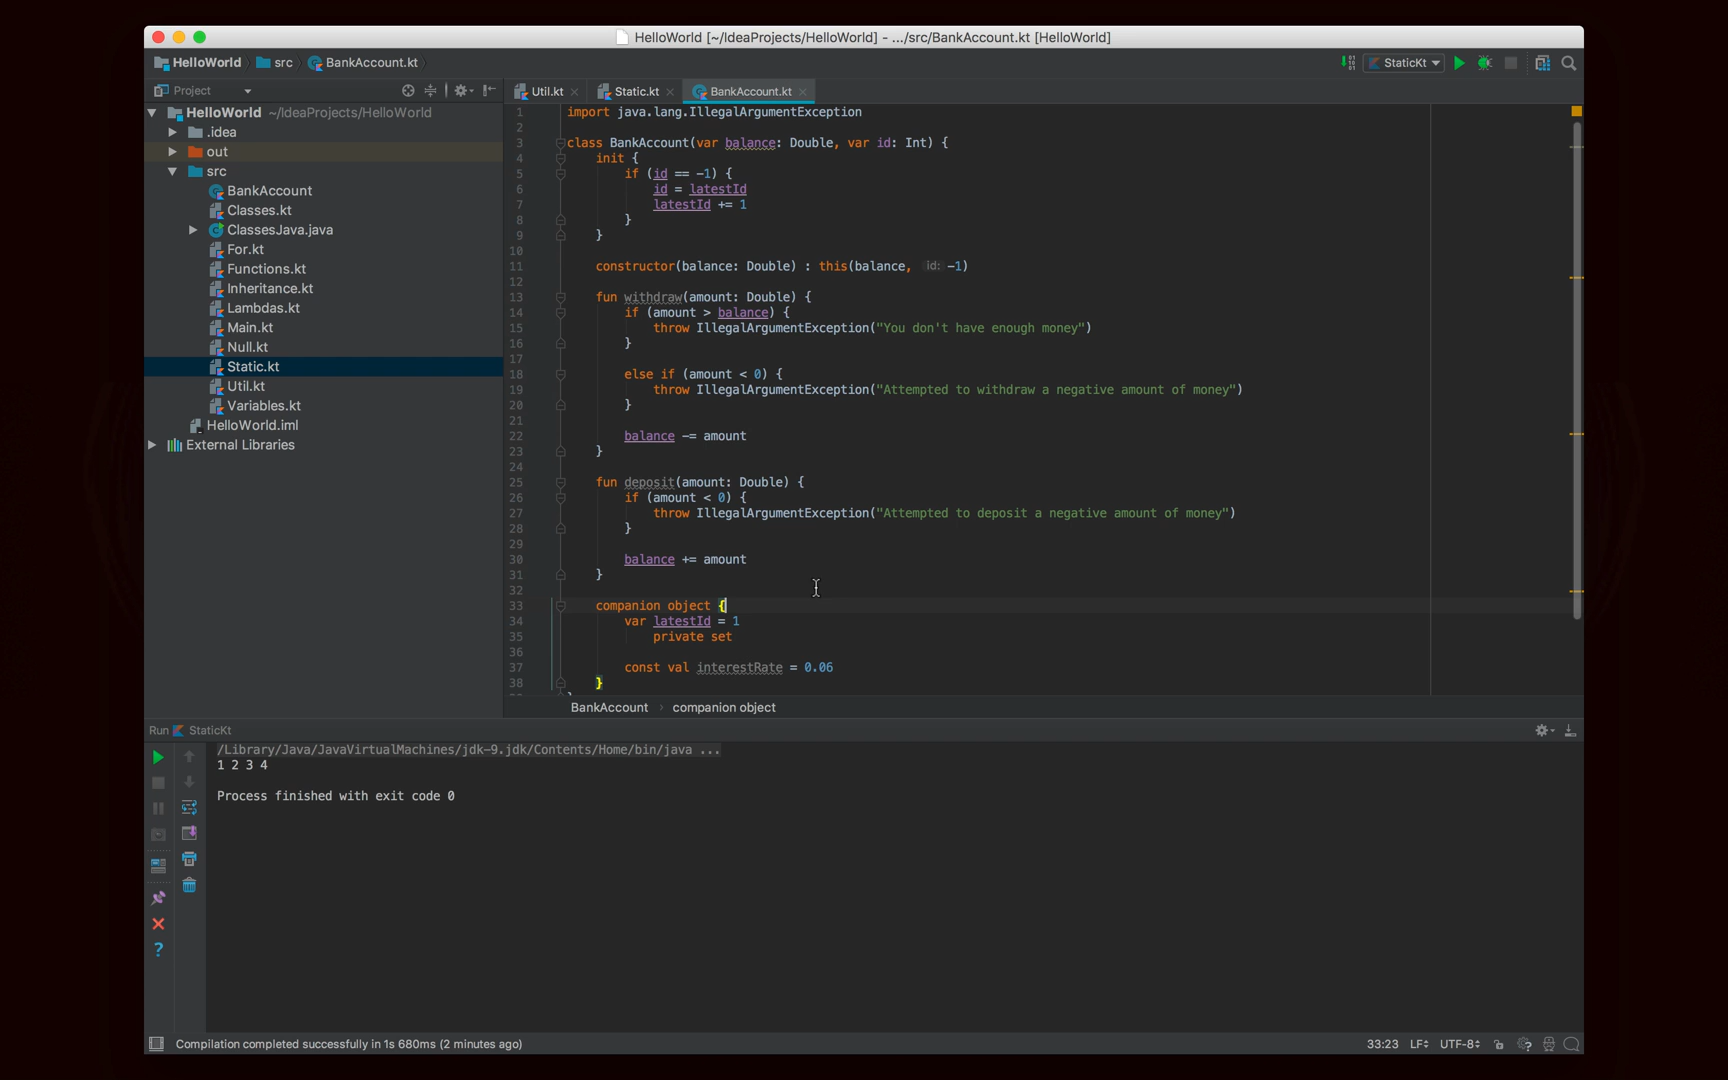 HelloWorld [~/IdeaProjects/HelloWorld] - .../src/BankAccount.kt [HelloWorld]
HelloWorld src BankAccount.kt StaticKt
Project Util.kt Static.kt BankAccount.kt
HelloWorld ~/IdeaProjects/HelloWorld
.idea
out
src
BankAccount
Classes.kt
ClassesJava.java
For.kt
Functions.kt
Inheritance.kt
Lambdas.kt
Main.kt
Null.kt
Static.kt
Util.kt
Variables.kt
HelloWorld.iml
External Libraries
1 import java.lang.IllegalArgumentException
2
3 class BankAccount(var balance: Double, var id: Int) {
4 init {
5 if (id == -1) {
6 id = latestId
7 latestId += 1
8 }
9 }
10
11 constructor(balance: Double) : this(balance, id: -1)
12
13 fun withdraw(amount: Double) {
14 if (amount > balance) {
15 throw IllegalArgumentException("You don't have enough money")
16 }
17
18 else if (amount < 0) {
19 throw IllegalArgumentException("Attempted to withdraw a negative amount of money")
20 }
21
22 balance -= amount
23 }
24
25 fun deposit(amount: Double) {
26 if (amount < 0) {
27 throw IllegalArgumentException("Attempted to deposit a negative amount of money")
28 }
29
30 balance += amount
31 }
32
33 companion object {
34 var latestId = 1
35 private set
36
37 const val interestRate = 0.06
38 }
BankAccount › companion object
Run StaticKt
/Library/Java/JavaVirtualMachines/jdk-9.jdk/Contents/Home/bin/java ...
1 2 3 4
Process finished with exit code 0
Compilation completed successfully in 1s 680ms (2 minutes ago) 33:23 LF UTF-8